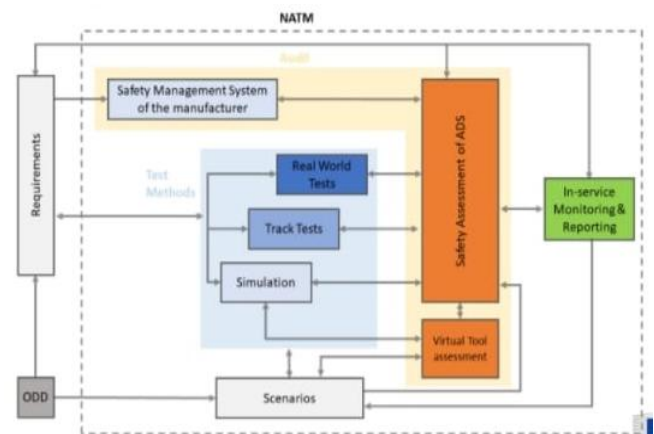 NATM
Audit
Safety Management System
of the manufacturer
Requirements
Safety Assessment of ADS
Test
Methods
Real World
Tests
Track Tests
Simulation
In-service
Monitoring &
Reporting
Virtual Tool
assessment
ODD
Scenarios